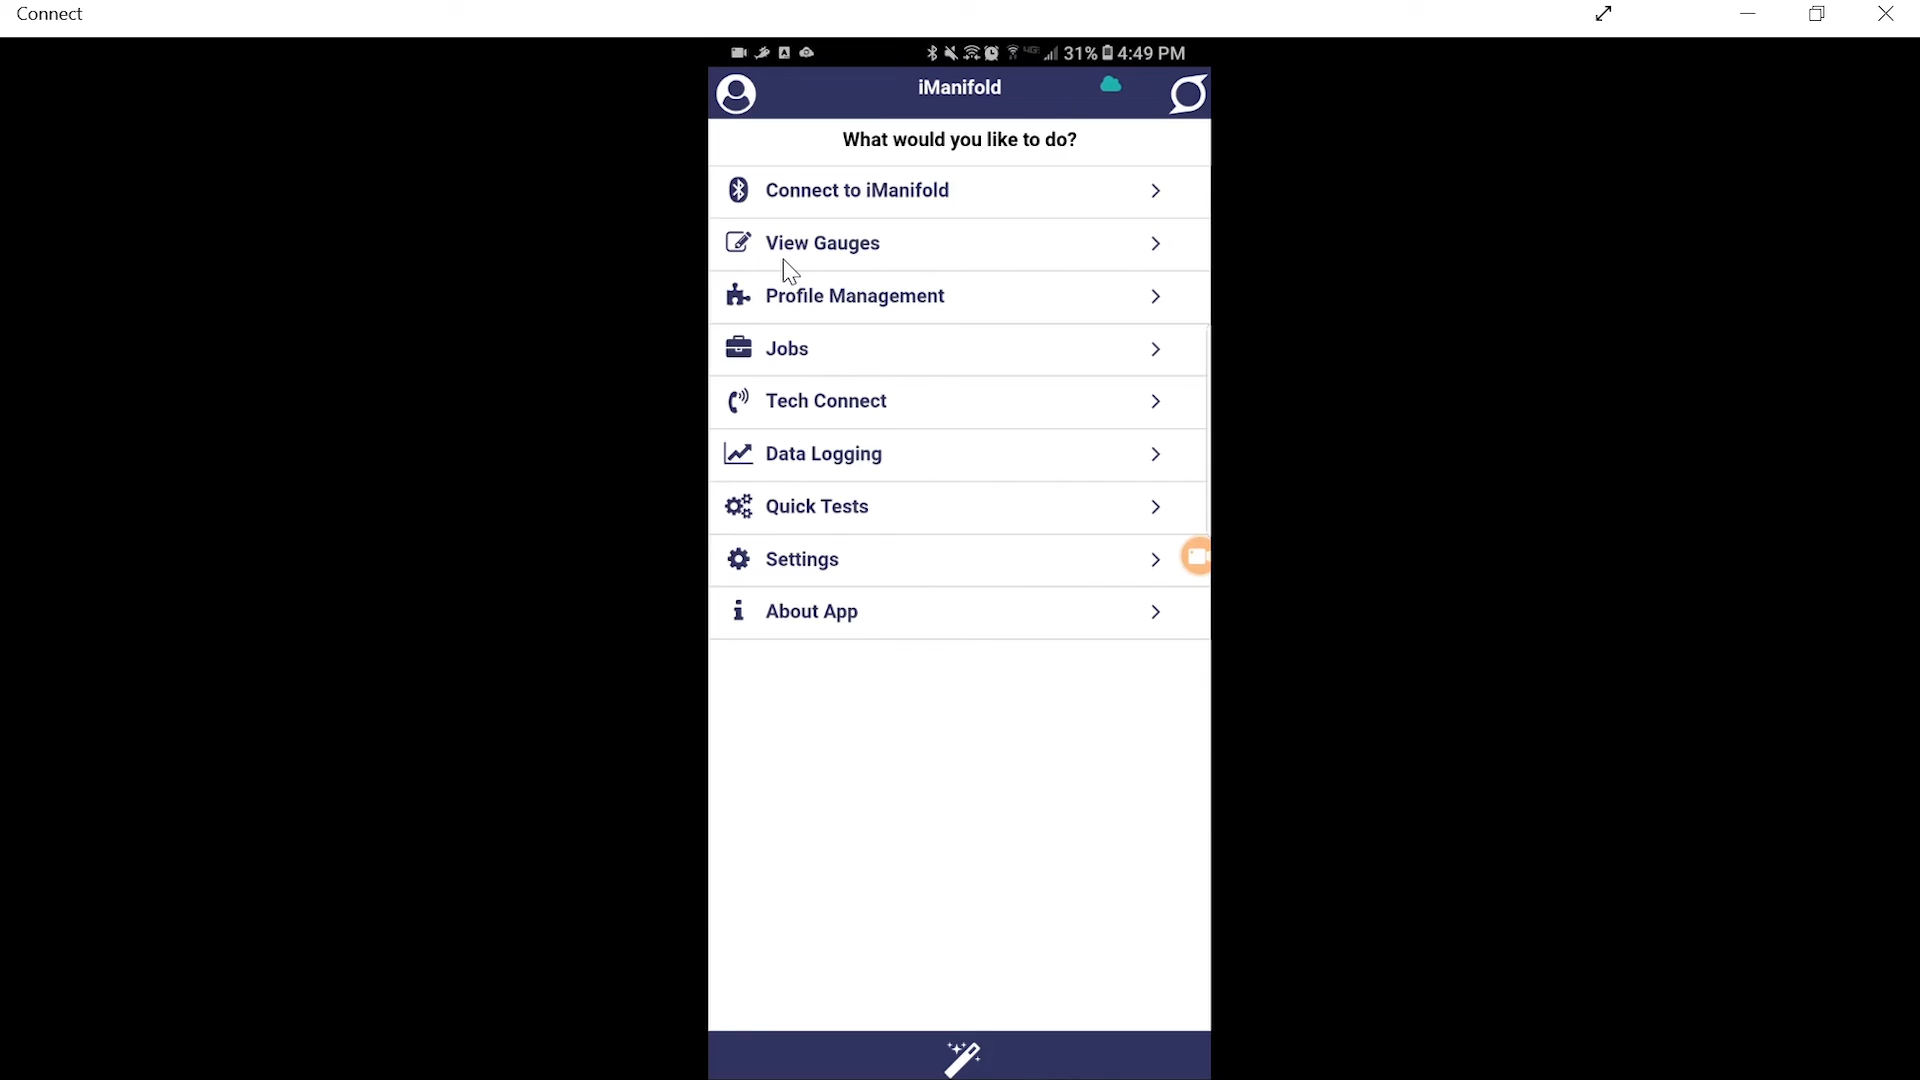 Connect
31% 4:49 PM
iManifold
What would you like to do?
Connect to iManifold
View Gauges
Profile Management
Jobs
Tech Connect
Data Logging
Quick Tests
Settings
About App